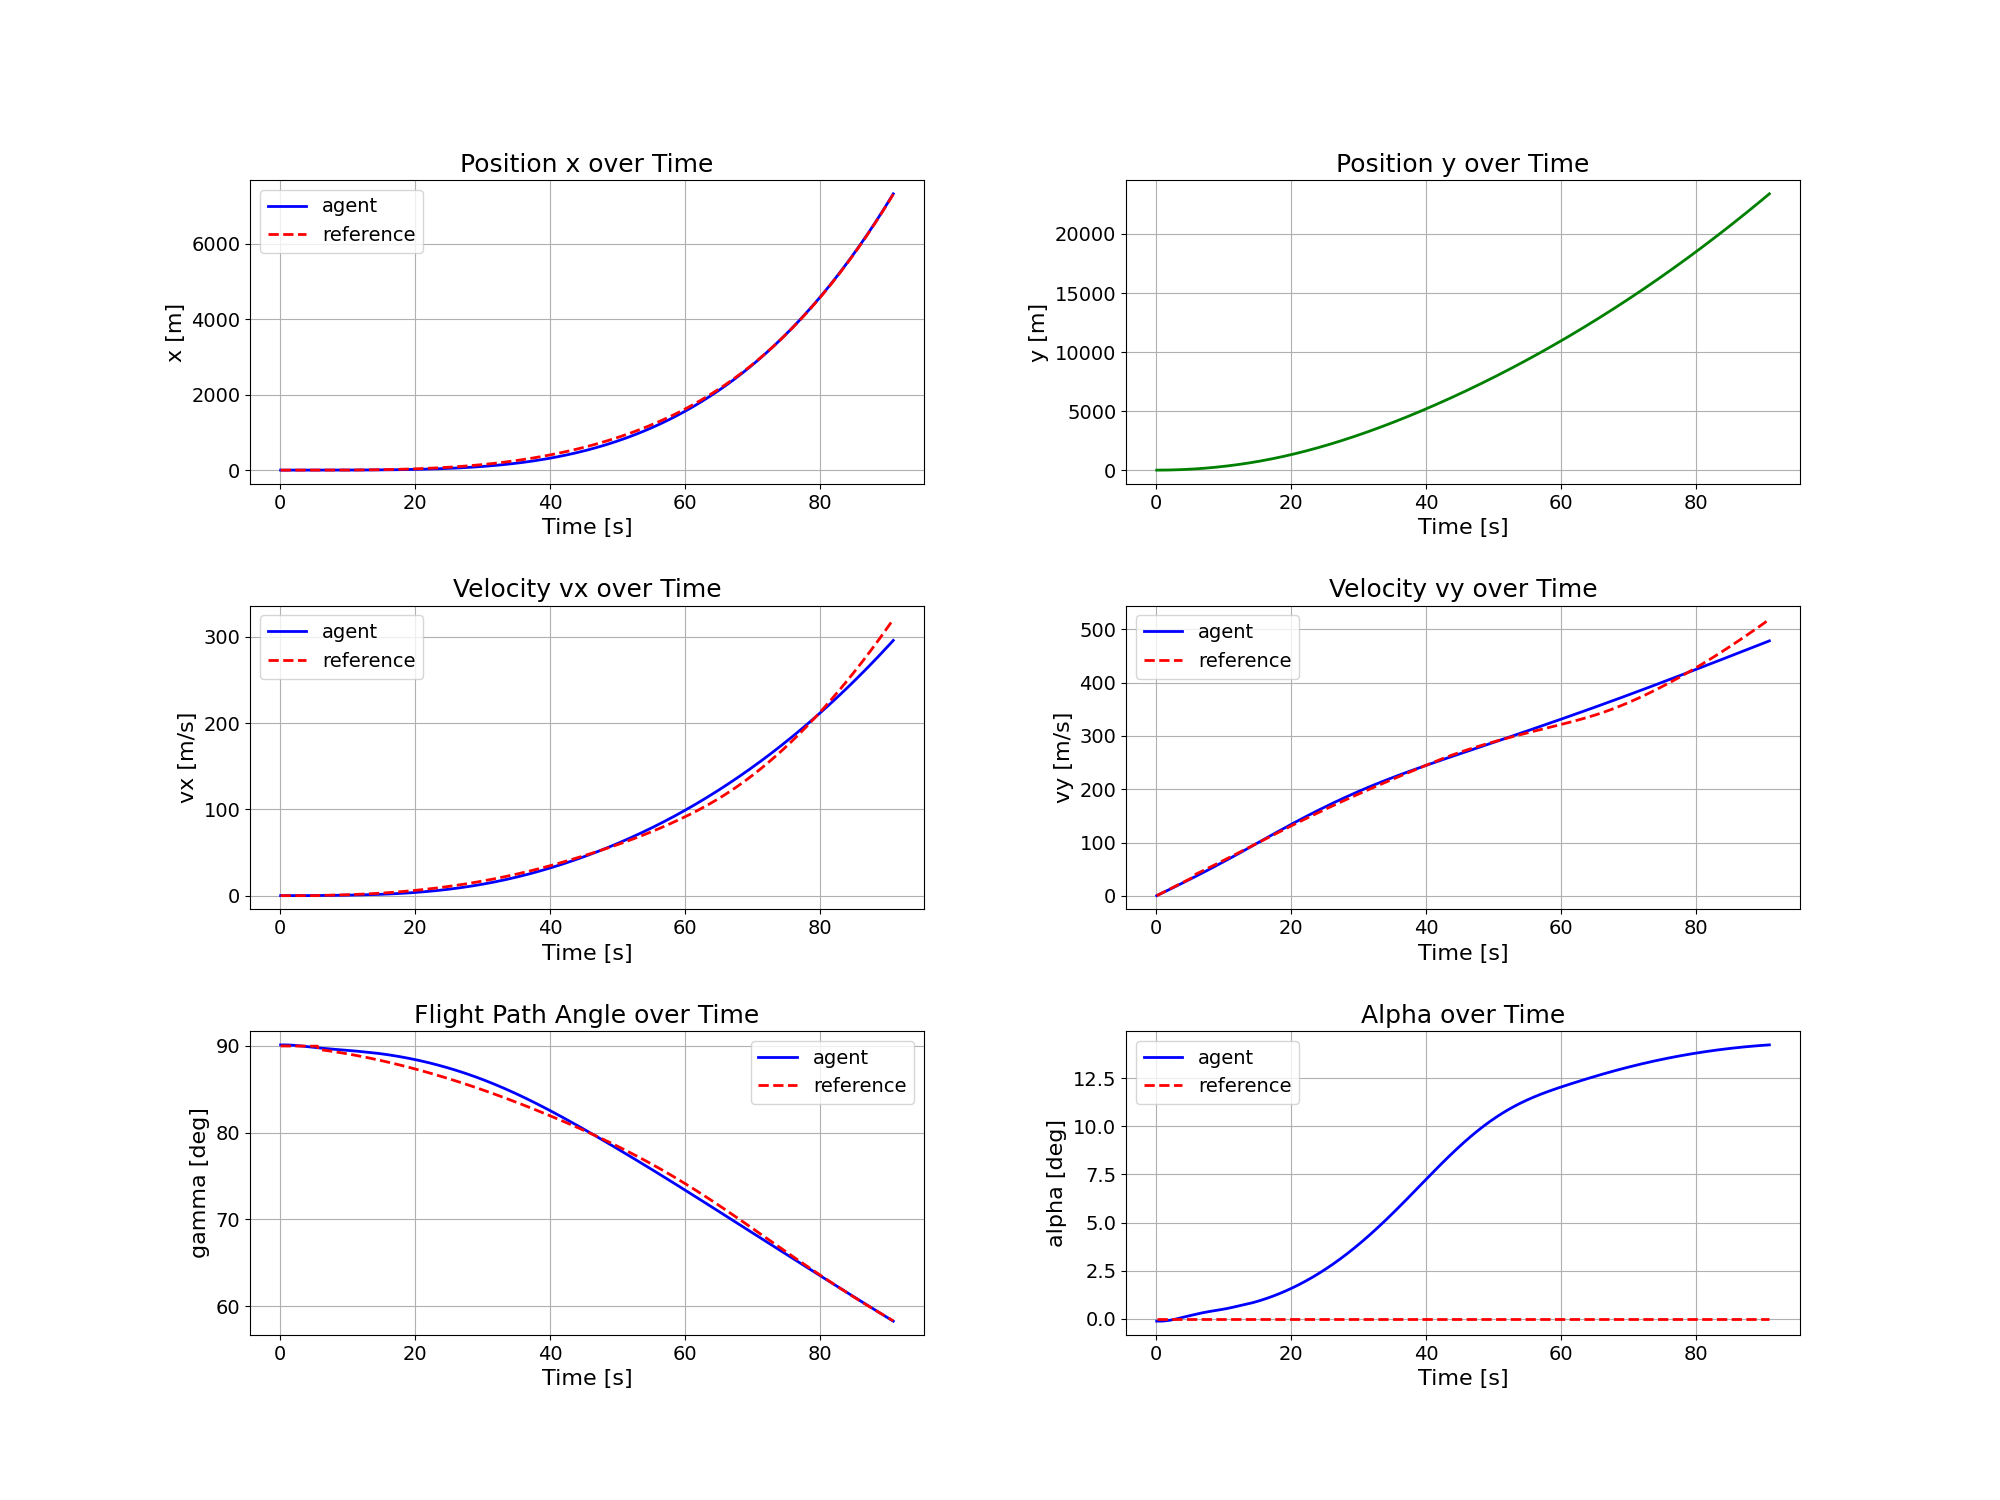 Position x over Time
agent
reference
x [m]
6000
4000
2000
0
0 20 40 60 80
Time [s]
Position y over Time
y [m]
20000
15000
10000
5000
0
0 20 40 60 80
Time [s]
Velocity vx over Time
agent
reference
vx [m/s]
300
200
100
0
0 20 40 60 80
Time [s]
Velocity vy over Time
agent
reference
vy [m/s]
500
400
300
200
100
0
0 20 40 60 80
Time [s]
Flight Path Angle over Time
agent
reference
gamma [deg]
90
80
70
60
0 20 40 60 80
Time [s]
Alpha over Time
agent
reference
alpha [deg]
12.5
10.0
7.5
5.0
2.5
0.0
0 20 40 60 80
Time [s]